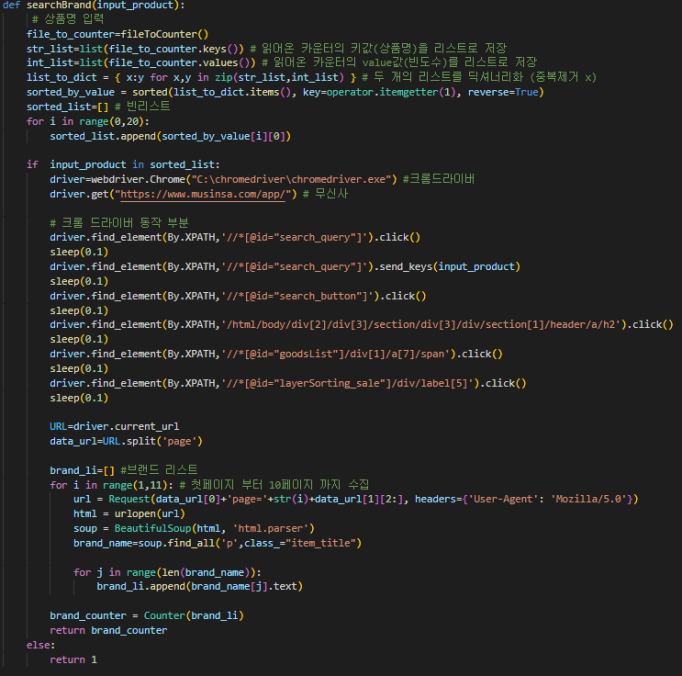 def searchBrand(input_product):
    # 상품명 입력
    file_to_counter=fileToCounter()
    str_list=list(file_to_counter.keys()) # 읽어온 카운터의 키값(상품명)을 리스트로 저장
    int_list=list(file_to_counter.values()) # 읽어온 카운터의 value값(빈도수)를 리스트로 저장
    list_to_dict = { x:y for x,y in zip(str_list,int_list) } # 두 개의 리스트를 딕셔너리화 (중복제거 x)
    sorted_by_value = sorted(list_to_dict.items(), key=operator.itemgetter(1), reverse=True)
    sorted_list=[] # 빈리스트
    for i in range(0,20):
        sorted_list.append(sorted_by_value[i][0])

    if  input_product in sorted_list:
        driver=webdriver.Chrome("C:\chromedriver\chromedriver.exe") #크롬드라이버
        driver.get("https://www.musinsa.com/app/") # 무신사

        # 크롬 드라이버 동작 부분
        driver.find_element(By.XPATH,'//*[@id="search_query"]').click()
        sleep(0.1)
        driver.find_element(By.XPATH,'//*[@id="search_query"]').send_keys(input_product)
        sleep(0.1)
        driver.find_element(By.XPATH,'//*[@id="search_button"]').click()
        sleep(0.1)
        driver.find_element(By.XPATH,'/html/body/div[2]/div[3]/section/div[3]/div/section[1]/header/a/h2').click()
        sleep(0.1)
        driver.find_element(By.XPATH,'//*[@id="goodsList"]/div[1]/a[7]/span').click()
        sleep(0.1)
        driver.find_element(By.XPATH,'//*[@id="layerSorting_sale"]/div/label[5]').click()
        sleep(0.1)

        URL=driver.current_url
        data_url=URL.split('page')

        brand_li=[] #브랜드 리스트
        for i in range(1,11): # 첫페이지 부터 10페이지 까지 수집
            url = Request(data_url[0]+'page='+str(i)+data_url[1][2:], headers={'User-Agent': 'Mozilla/5.0'})
            html = urlopen(url)
            soup = BeautifulSoup(html, 'html.parser')
            brand_name=soup.find_all('p',class_="item_title")

            for j in range(len(brand_name)):
                brand_li.append(brand_name[j].text)

        brand_counter = Counter(brand_li)
        return brand_counter
    else:
        return 1